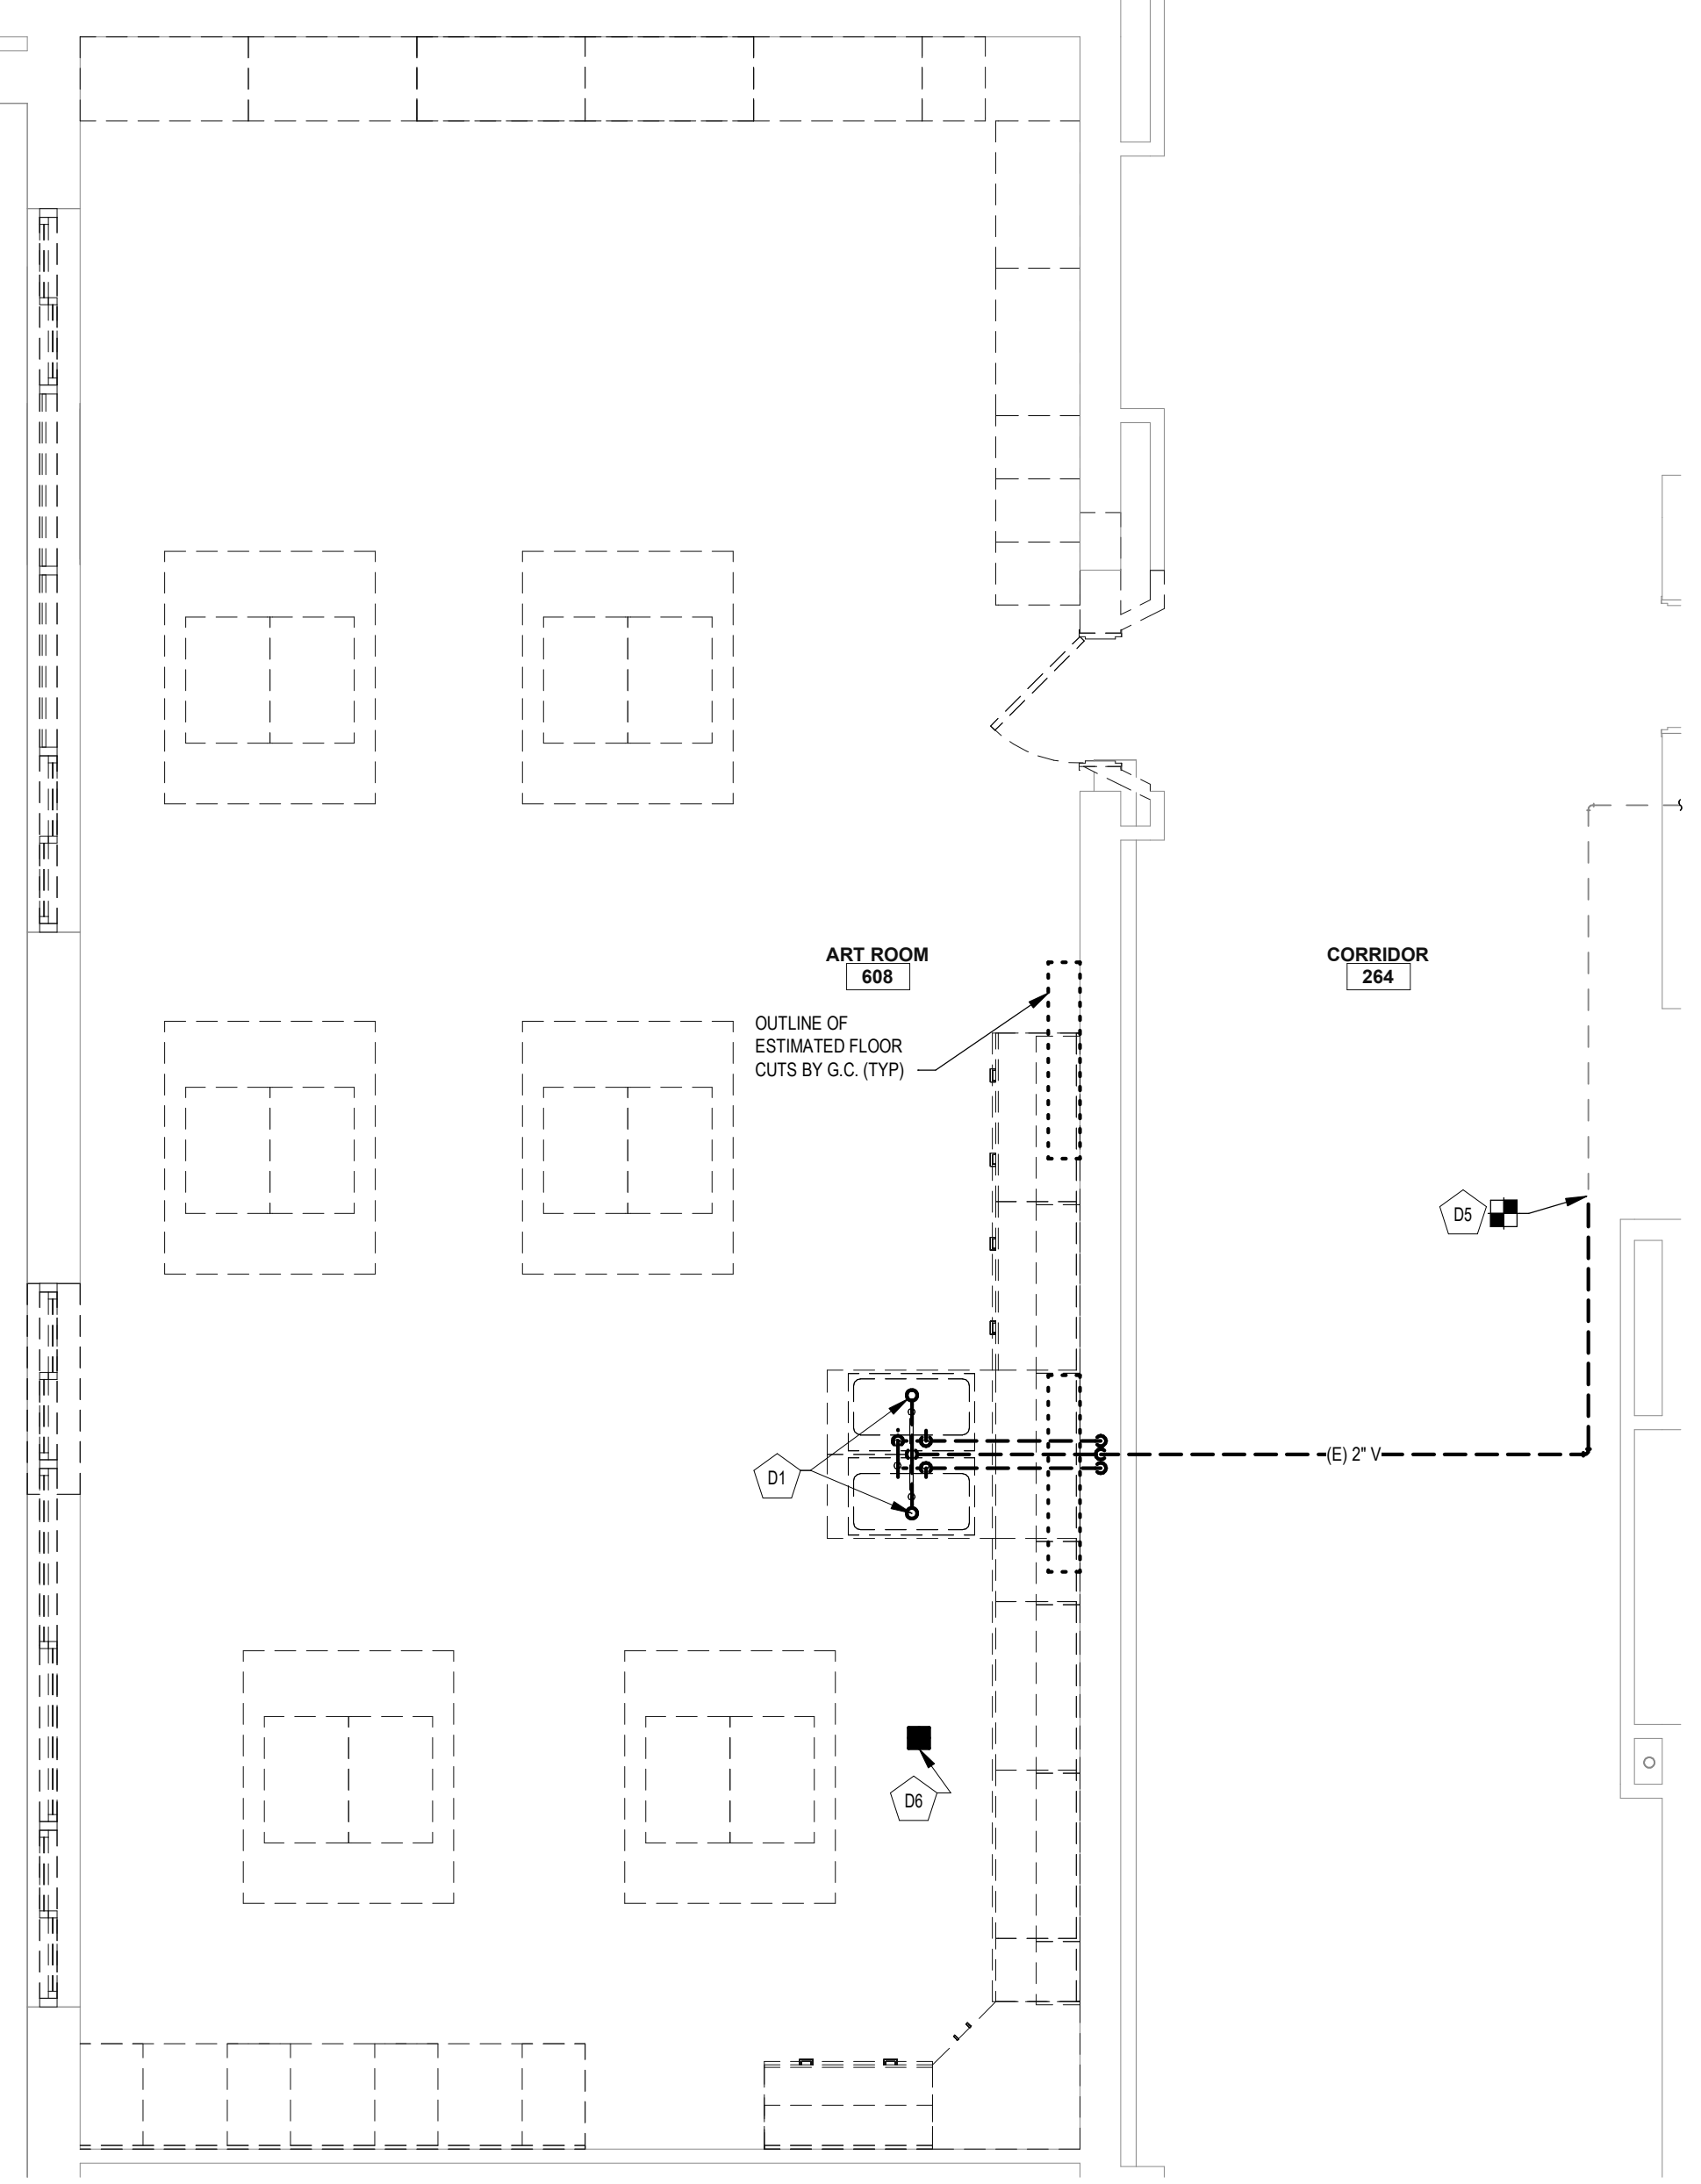 ART ROOM
608
CORRIDOR
264
OUTLINE OF
ESTIMATED FLOOR
CUTS BY G.C. (TYP)
D5
(E) 2" V
D1
D6